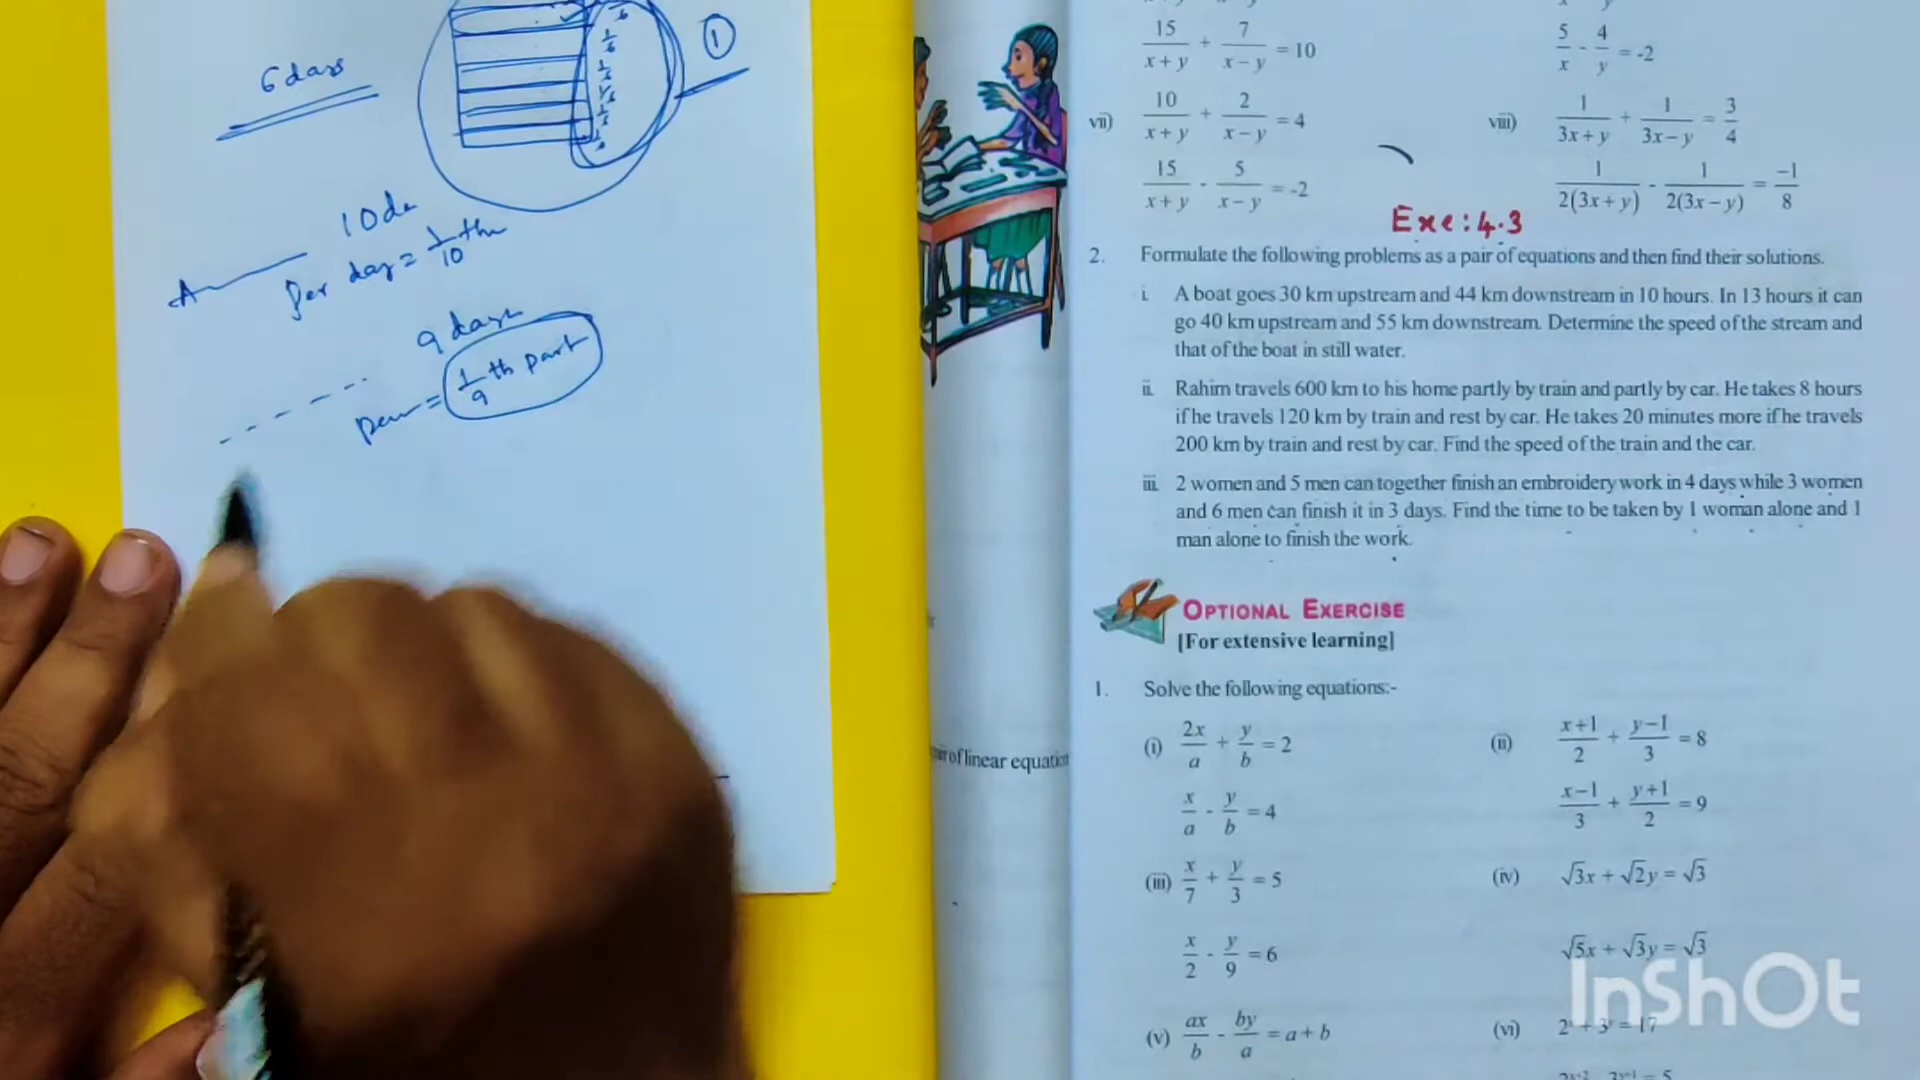 6 days
1/6
1/6
1/6
1
10 da
A
Per day = 1/10 th
9 days
per = 1/9 th part
15/(x+y) + 7/(x-y) = 10
5/x - 4/y = -2
vii) 10/(x+y) + 2/(x-y) = 4
viii) 1/(3x+y) + 1/(3x-y) = 3/4
15/(x+y) - 5/(x-y) = -2
1/(2(3x+y)) - 1/(2(3x-y)) = -1/8
Exe : 4.3
2. Formulate the following problems as a pair of equations and then find their solutions.
i. A boat goes 30 km upstream and 44 km downstream in 10 hours. In 13 hours it can
go 40 km upstream and 55 km downstream. Determine the speed of the stream and
that of the boat in still water.
ii. Rahim travels 600 km to his home partly by train and partly by car. He takes 8 hours
if he travels 120 km by train and rest by car. He takes 20 minutes more if he travels
200 km by train and rest by car. Find the speed of the train and the car.
iii. 2 women and 5 men can together finish an embroidery work in 4 days while 3 women
and 6 men can finish it in 3 days. Find the time to be taken by 1 woman alone and 1
man alone to finish the work.
OPTIONAL EXERCISE
[For extensive learning]
1. Solve the following equations:-
(i) 2x/a + y/b = 2
(ii) (x+1)/2 + (y-1)/3 = 8
x/a - y/b = 4
(x-1)/3 + (y+1)/2 = 9
of linear equation
(iii) x/7 + y/3 = 5
(iv) √3x + √2y = √3
x/2 - y/9 = 6
√5x + √3y = √3
(v) ax/b - by/a = a + b
(vi)
InShOt